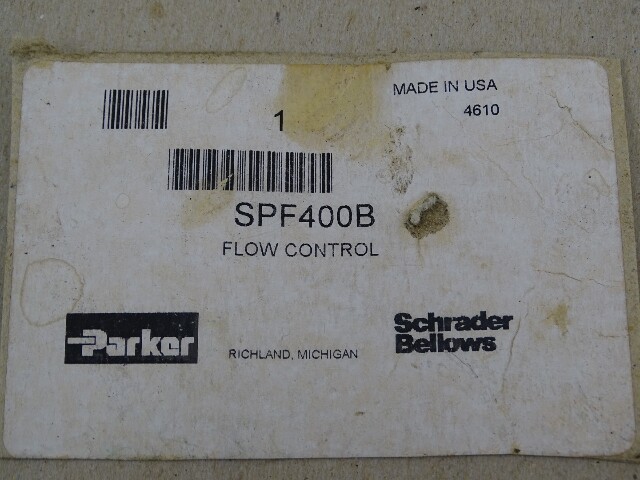 MADE IN USA
1
4610
SPF400B
FLOW CONTROL
Parker
RICHLAND, MICHIGAN
Schrader
Bellows